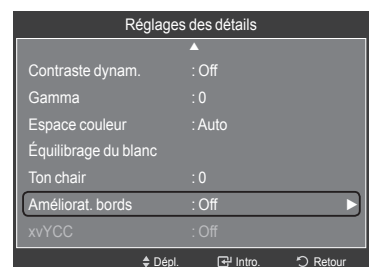 Réglages des détails
Contraste dynam. : Off
Gamma : 0
Espace couleur : Auto
Équilibrage du blanc
Ton chair : 0
Améliorat. bords : Off
xvYCC : Off
Dépl. Intro. Retour